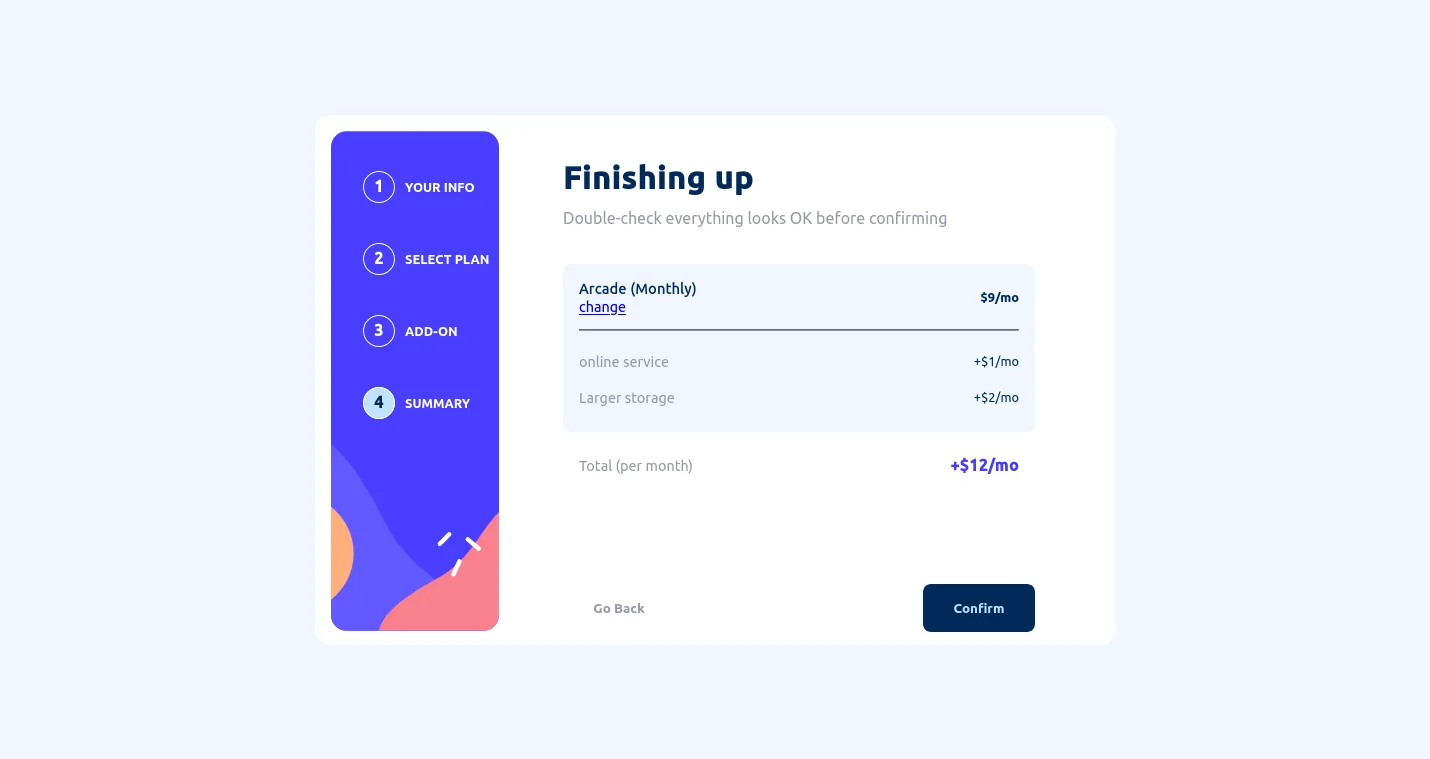 1 YOUR INFO
2 SELECT PLAN
3 ADD-ON
4 SUMMARY
Finishing up
Double-check everything looks OK before confirming
Arcade (Monthly)
change
$9/mo
online service +$1/mo
Larger storage +$2/mo
Total (per month) +$12/mo
Go Back Confirm